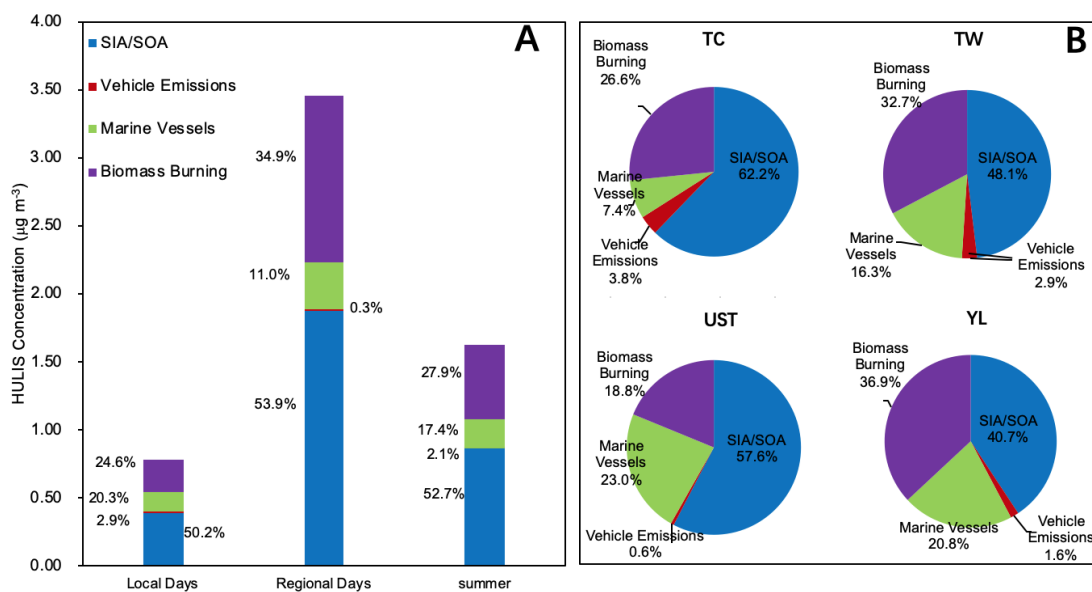 A
HULIS Concentration (μg m-3)
4.00
3.50
3.00
2.50
2.00
1.50
1.00
0.50
0.00
SIA/SOA
Vehicle Emissions
Marine Vessels
Biomass Burning
24.6%
20.3%
2.9%
50.2%
34.9%
11.0%
0.3%
53.9%
27.9%
17.4%
2.1%
52.7%
Local Days
Regional Days
summer
B
TC
Biomass
Burning
26.6%
SIA/SOA
62.2%
Marine
Vessels
7.4%
Vehicle
Emissions
3.8%
TW
Biomass
Burning
32.7%
SIA/SOA
48.1%
Marine
Vessels
16.3%
Vehicle
Emissions
2.9%
UST
Biomass
Burning
18.8%
SIA/SOA
57.6%
Marine
Vessels
23.0%
Vehicle Emissions
0.6%
YL
Biomass
Burning
36.9%
SIA/SOA
40.7%
Marine Vessels
20.8%
Vehicle
Emissions
1.6%